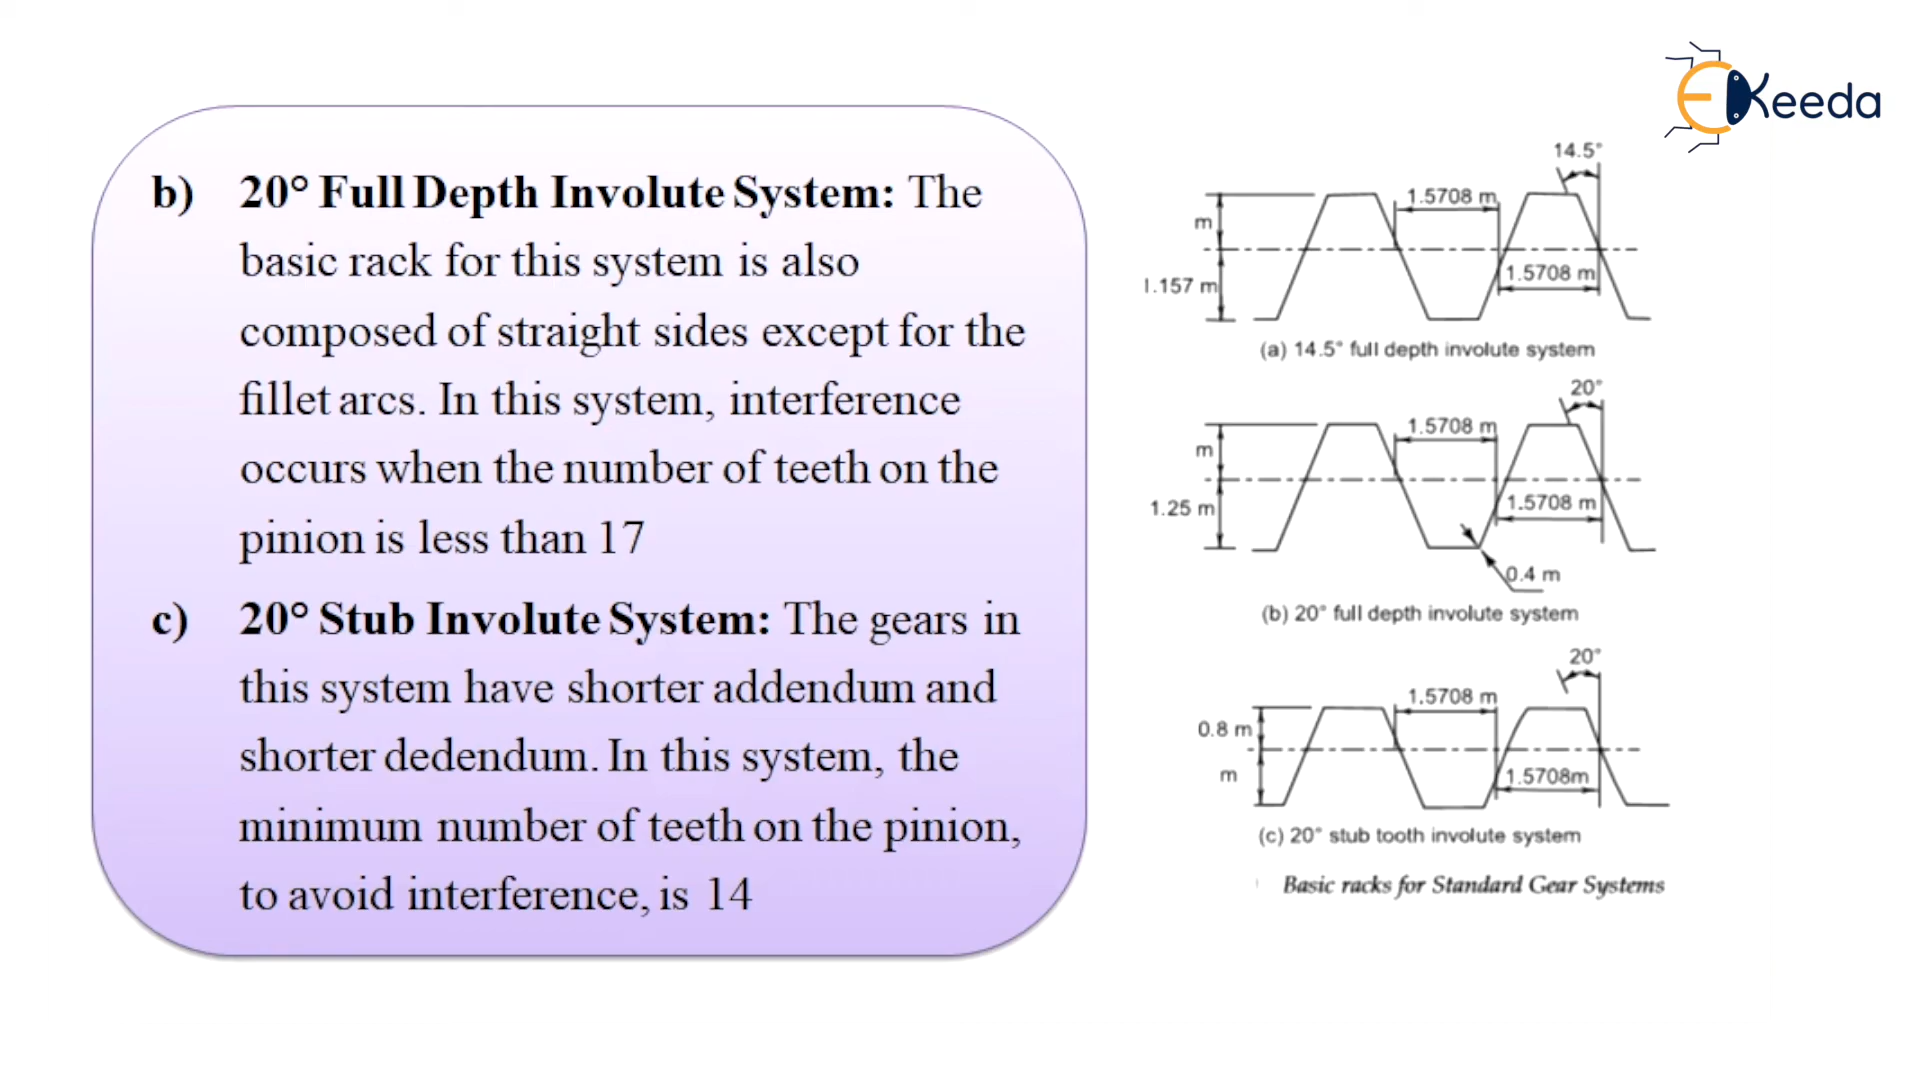 Keeda
b) 20° Full Depth Involute System: The
basic rack for this system is also
composed of straight sides except for the
fillet arcs. In this system, interference
occurs when the number of teeth on the
pinion is less than 17
c) 20° Stub Involute System: The gears in
this system have shorter addendum and
shorter dedendum. In this system, the
minimum number of teeth on the pinion,
to avoid interference, is 14
14.5°
1.5708 m
m
1.5708 m
1.157 m
(a) 14.5° full depth involute system
20°
1.5708 m
m
1.5708 m
1.25 m
0.4 m
(b) 20° full depth involute system
20°
1.5708 m
0.8 m
m
1.5708m
(c) 20° stub tooth involute system
Basic racks for Standard Gear Systems